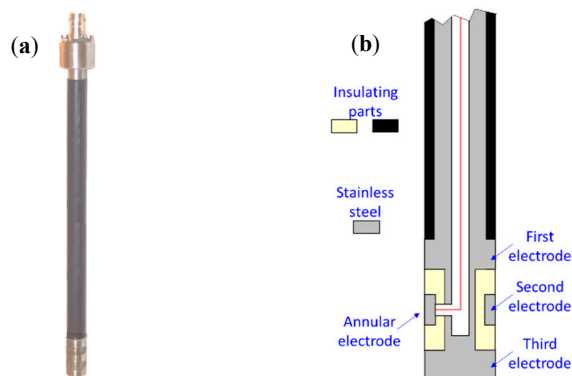 (a)
(b)
Insulating
parts
Stainless
steel
First
electrode
Second
electrode
Annular
electrode
Third
electrode